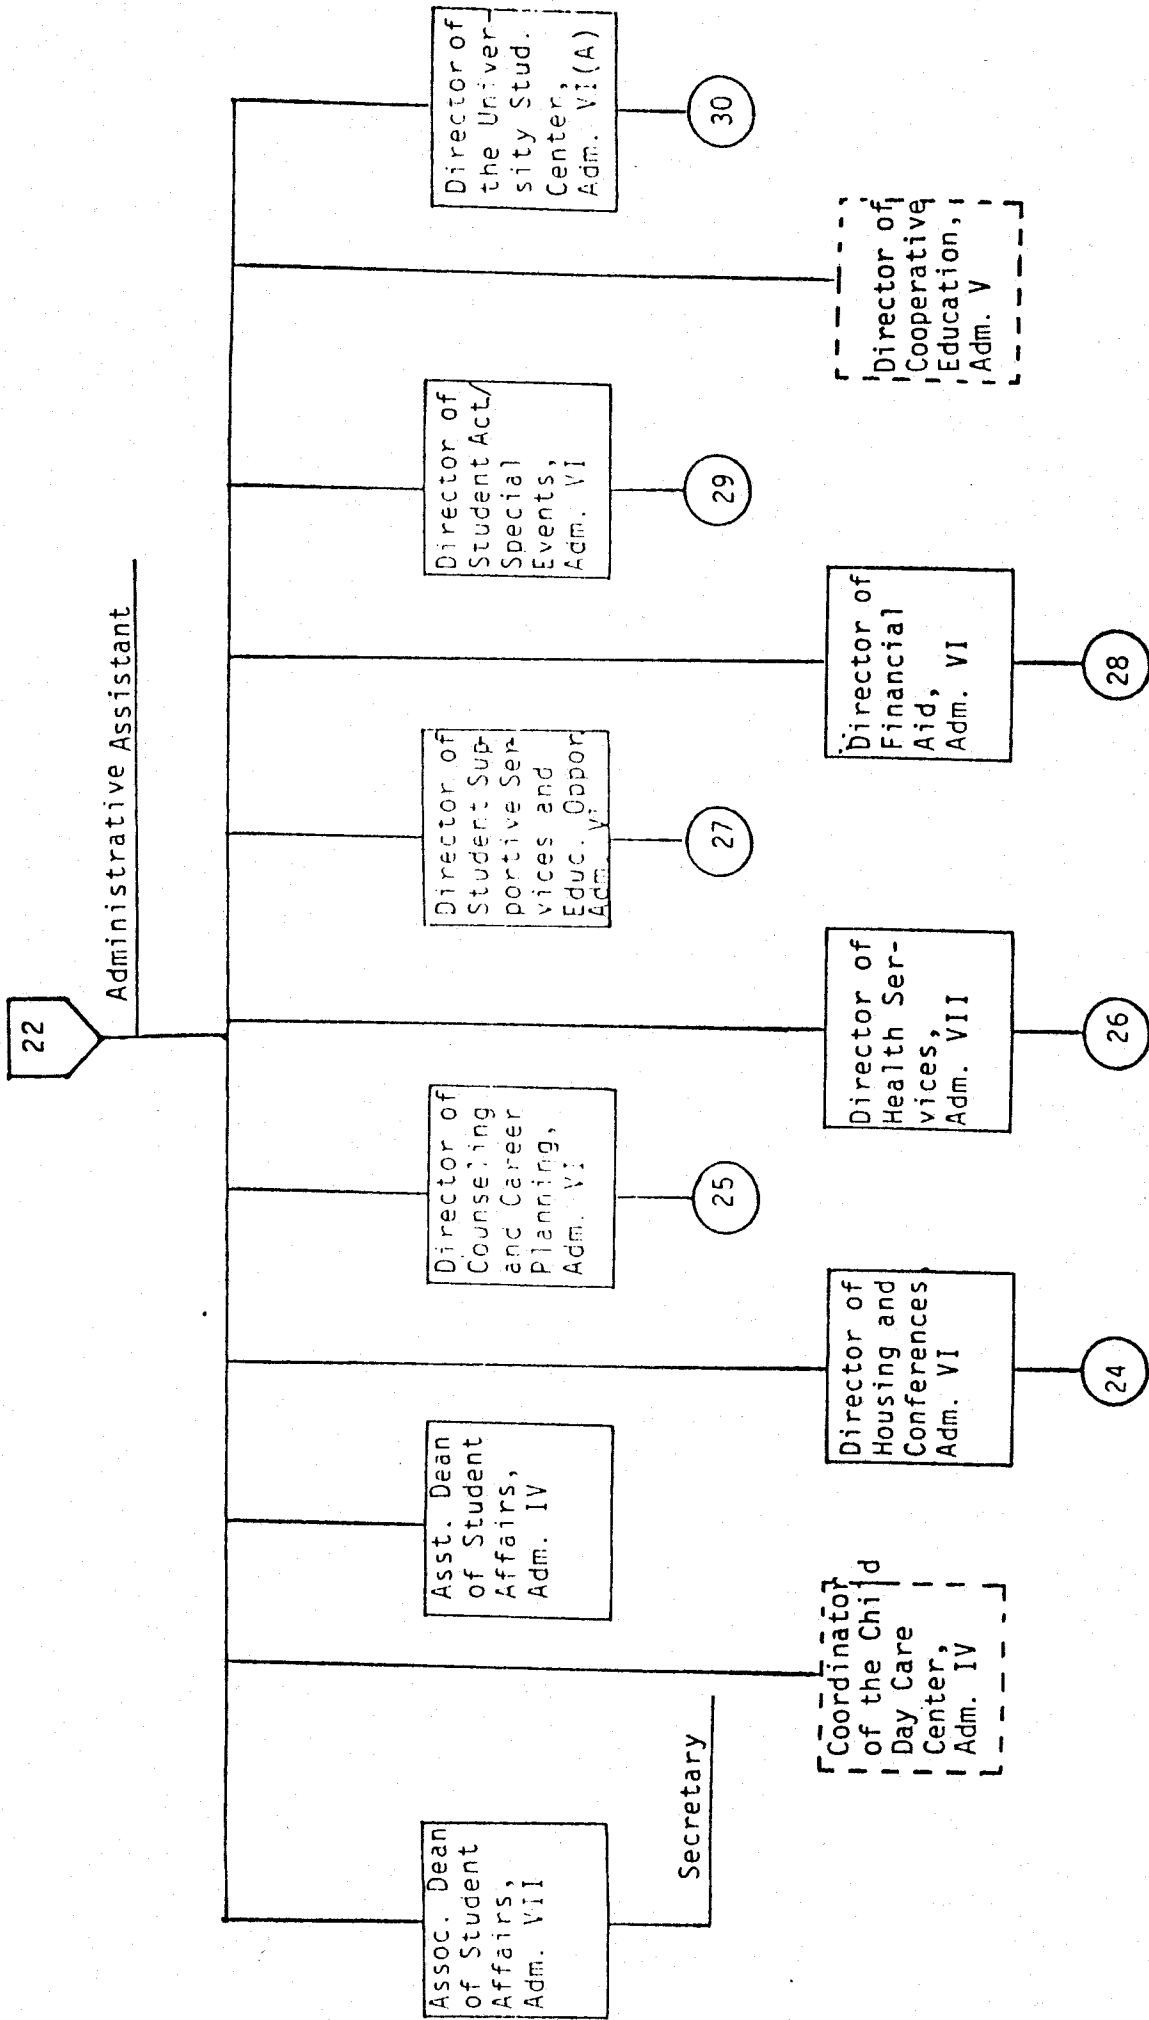 22
Administrative Assistant
Assoc. Dean
of Student
Affairs,
Adm. VII
Secretary
Coordinator
of the Child
Day Care
Center,
Adm. IV
Asst. Dean
of Student
Affairs,
Adm. IV
Director of
Housing and
Conferences
Adm. VI
24
Director of
Counseling
and Career
Planning,
Adm. VI
25
Director of
Health Ser-
vices,
Adm. VII
26
Director of
Student Sup-
portive Ser-
vices and
Educ. Oppor
Adm. VI
27
Director of
Financial
Aid,
Adm. VI
28
Director of
Student Act/
Special
Events,
Adm. VI
29
Director of
Cooperative
Education,
Adm. V
Director of
the Univer-
sity Stud.
Center,
Adm. VI(A)
30